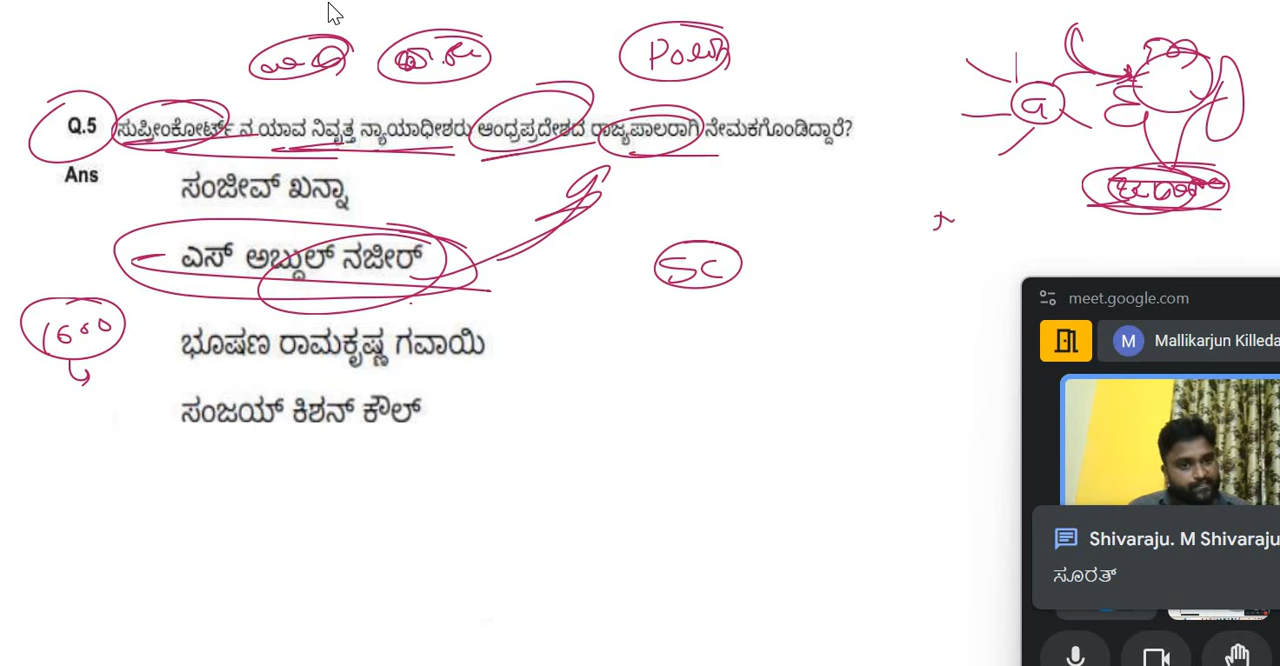 Q.5 ಸುಪ್ರೀಂಕೋರ್ಟ್ ನ ಯಾವ ನಿವೃತ್ತ ನ್ಯಾಯಾಧೀಶರು ಆಂಧ್ರಪ್ರದೇಶದ ರಾಜ್ಯಪಾಲರಾಗಿ ನೇಮಕಗೊಂಡಿದ್ದಾರೆ?
Ans
ಸಂಜೀವ್ ಖನ್ನಾ
ಎಸ್ ಅಬ್ದುಲ್ ನಜೀರ್
SC
1600
ಭೂಷಣ ರಾಮಕೃಷ್ಣ ಗವಾಯಿ
ಸಂಜಯ್ ಕಿಶನ್ ಕೌಲ್
meet.google.com
M Mallikarjun Killeda
Shivaraju. M Shivaraju
ಸೂರತ್